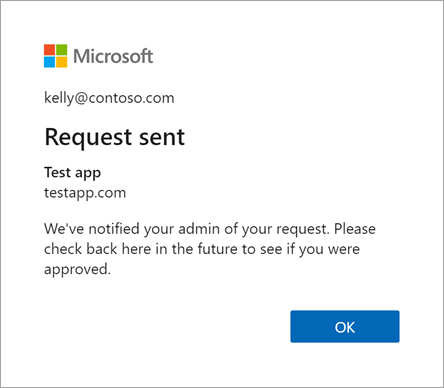 Microsoft
kelly@contoso.com
Request sent
Test app
testapp.com
We've notified your admin of your request. Please
check back here in the future to see if you were
approved.
OK